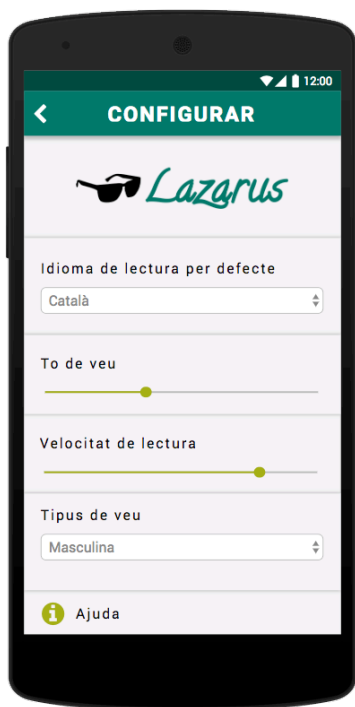 12:00
CONFIGURAR
Lazarus
Idioma de lectura per defecte
Català
To de veu
Velocitat de lectura
Tipus de veu
Masculina
Ajuda